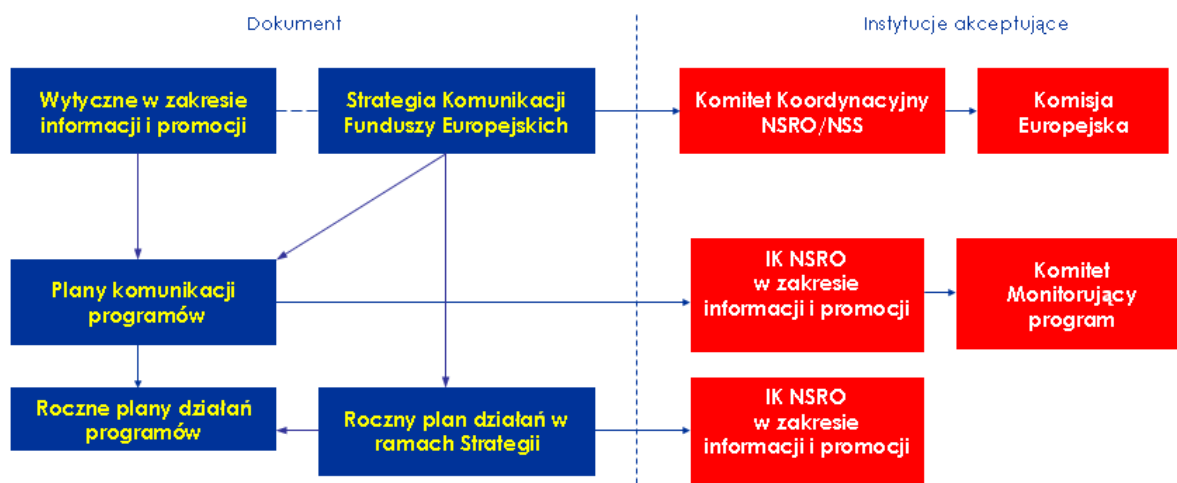 Dokument
Instytucje akceptujące
Wytyczne w zakresie
informacji i promocji
Strategia Komunikacji
Funduszy Europejskich
Komitet Koordynacyjny
NSRO/NSS
Komisja
Europejska
Plany komunikacji
programów
IK NSRO
w zakresie
informacji i promocji
Komitet
Monitorujący
program
Roczne plany działań
programów
Roczny plan działań w
ramach Strategii
IK NSRO
w zakresie
informacji i promocji